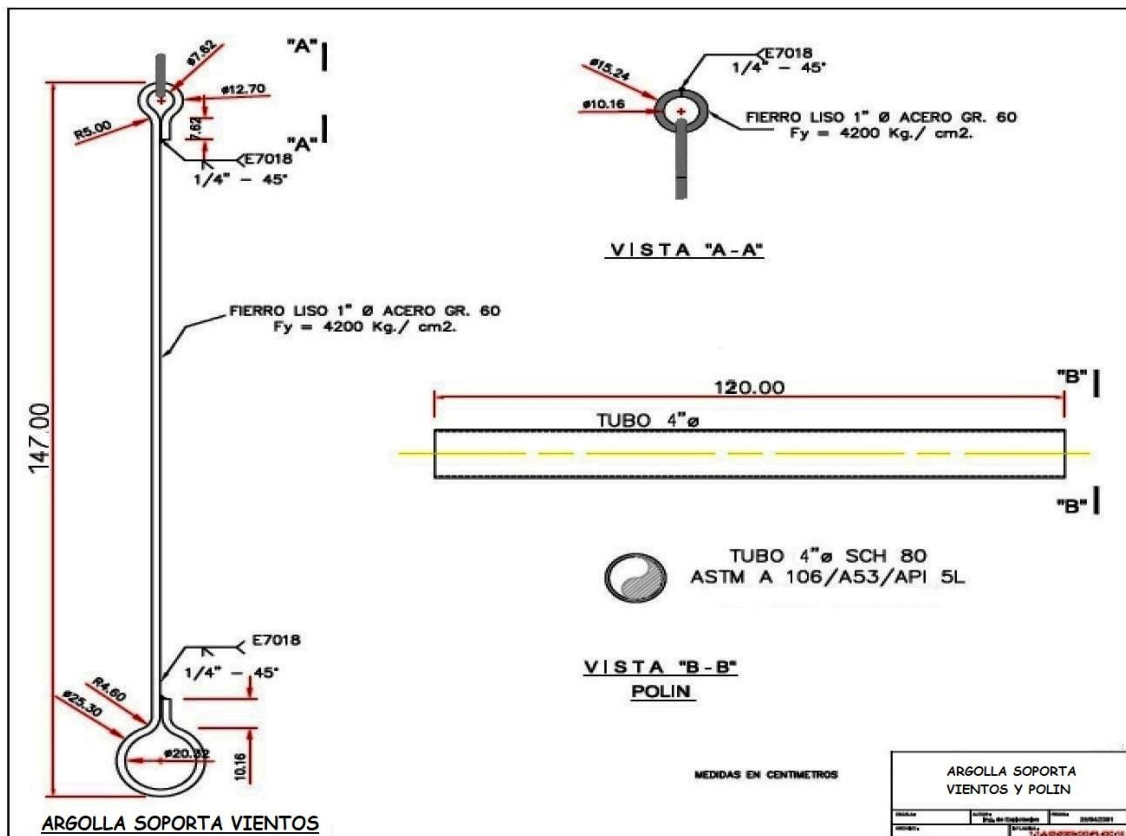 "A"
ø7.62
ø12.70
R5.00
7.62
"A"
E7018
1/4" - 45°
E7018
1/4" - 45°
ø15.24
ø10.16
FIERRO LISO 1" Ø ACERO GR. 60
Fy = 4200 Kg./ cm2.
VISTA "A-A"
FIERRO LISO 1" Ø ACERO GR. 60
Fy = 4200 Kg./ cm2.
147.00
"B"
120.00
TUBO 4"ø
"B"
TUBO 4"ø SCH 80
ASTM A 106/A53/API 5L
E7018
1/4" - 45°
R4.60
ø25.30
ø20.32
10.16
VISTA "B-B"
POLIN
MEDIDAS EN CENTIMETROS
ARGOLLA SOPORTA
VIENTOS Y POLIN
ARGOLLA SOPORTA VIENTOS